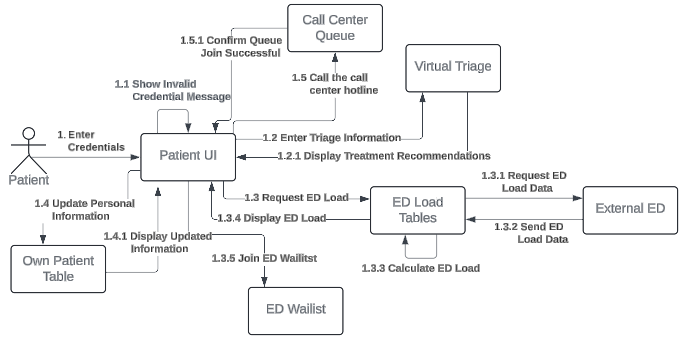 Call Center
Queue
1.5.1 Confirm Queue
Join Successful
Virtual Triage
1.1 Show Invalid
Credential Message
1.5 Call the call
center hotline
1. Enter
Credentials
Patient
Patient UI
1.2 Enter Triage Information
1.2.1 Display Treatment Recommendations
1.3.1 Request ED
Load Data
1.4 Update Personal
Information
1.3 Request ED Load
1.3.4 Display ED Load
ED Load
Tables
External ED
1.3.2 Send ED
Load Data
1.4.1 Display Updated
Information
1.3.5 Join ED Wailitst
1.3.3 Calculate ED Load
Own Patient
Table
ED Wailist